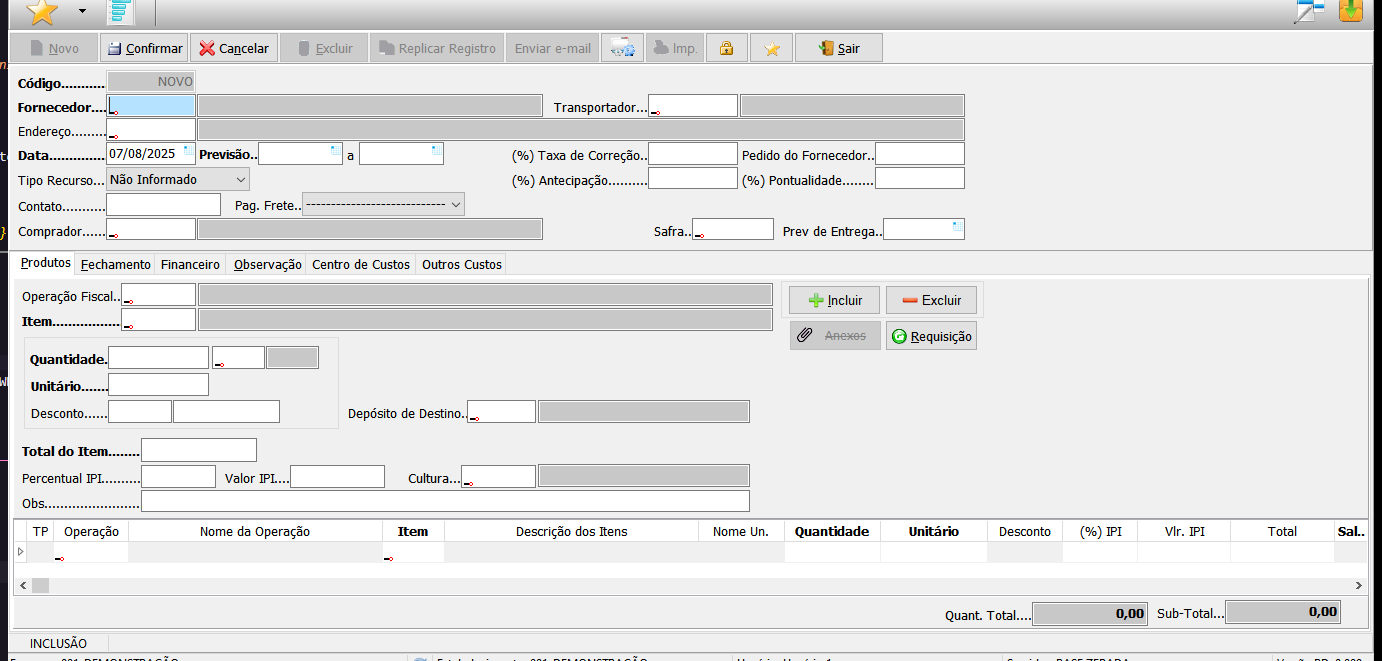 Novo Confirmar Cancelar Excluir Replicar Registro Enviar e-mail Imp. Sair
Código........... NOVO
Fornecedor.... Transportador...
Endereço.........
Data.............. 07/08/2025 Previsão.. a (%) Taxa de Correção.. Pedido do Fornecedor..
Tipo Recurso... Não Informado (%) Antecipação.......... (%) Pontualidade........
Contato........... Pag. Frete.. ----------------------------
Comprador...... Safra.. Prev de Entrega..
Produtos Fechamento Financeiro Observação Centro de Custos Outros Custos
Operação Fiscal.. Incluir Excluir
Item.................
Anexos Requisição
Quantidade.
Unitário.......
Desconto...... Depósito de Destino..
Total do Item........
Percentual IPI.......... Valor IPI.... Cultura...
Obs.........................
TP Operação Nome da Operação Item Descrição dos Itens Nome Un. Quantidade Unitário Desconto (%) IPI Vlr. IPI Total Sal..
Quant. Total.... 0,00 Sub-Total... 0,00
INCLUSÃO